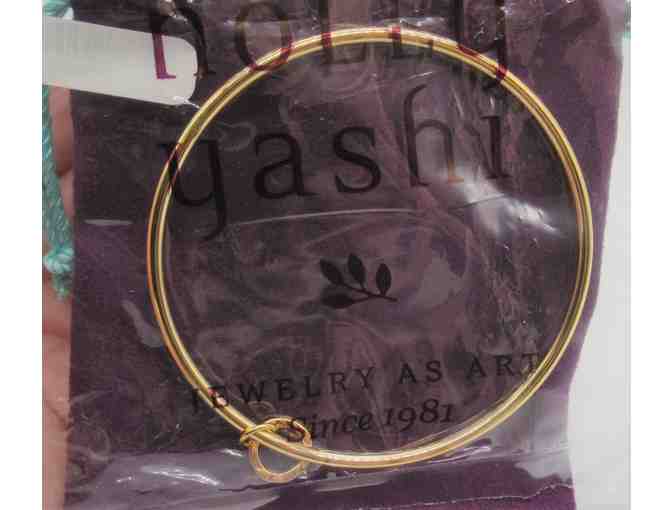 holly
yashi
JEWELRY AS ART
Since 1981